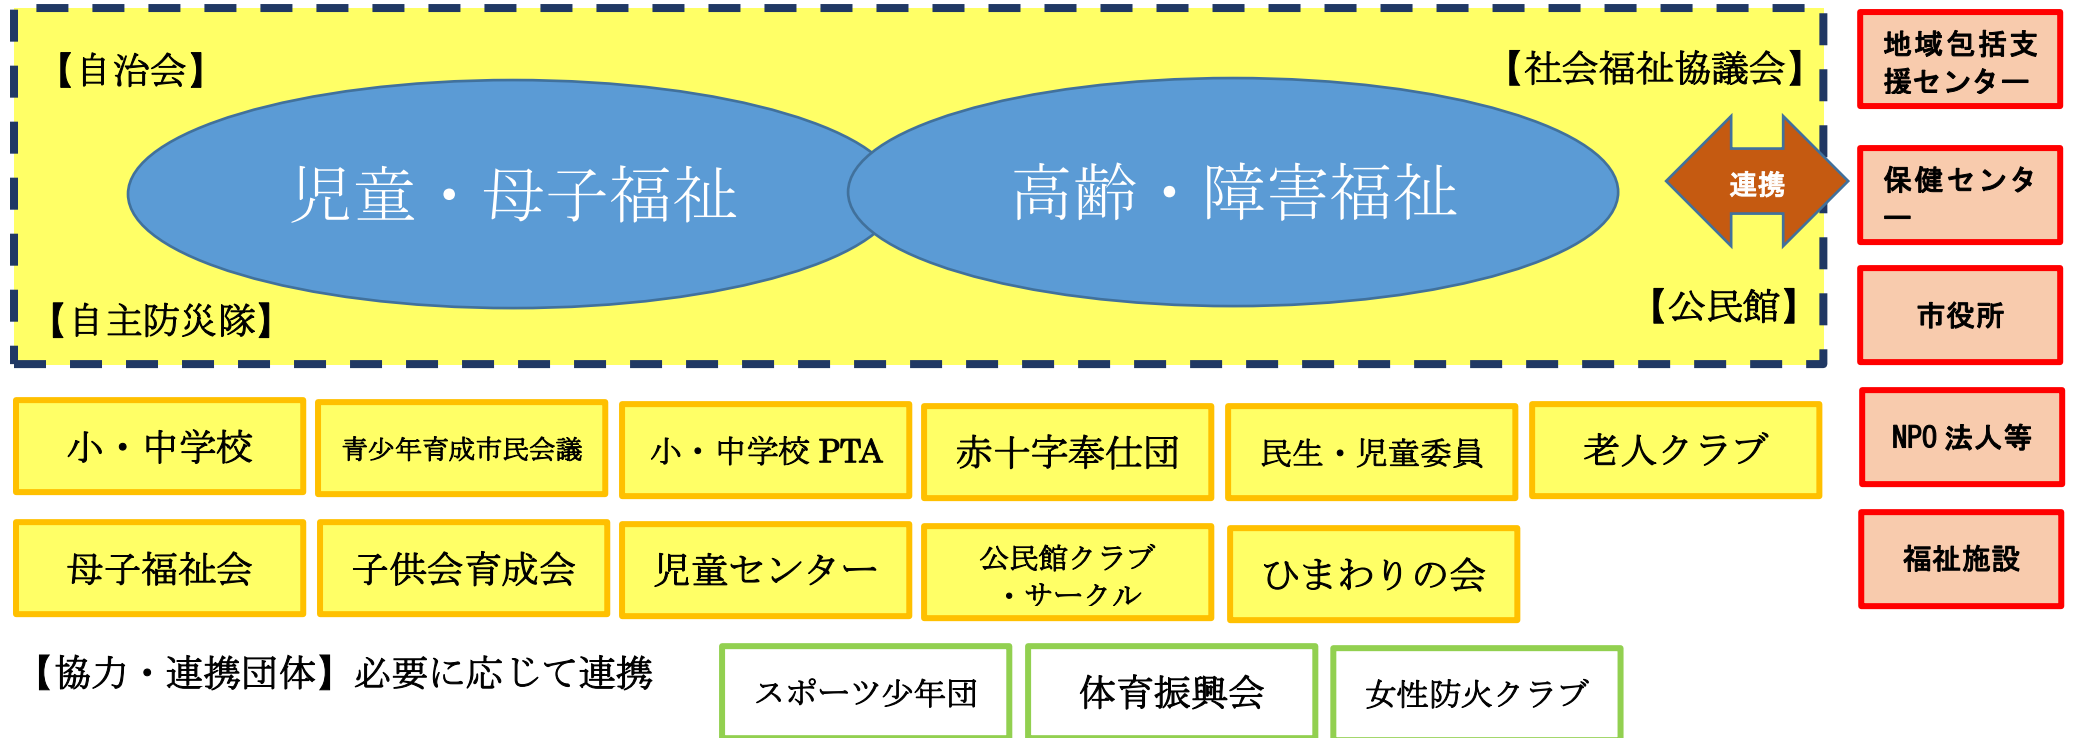 【自治会】
【社会福祉協議会】
児童・母子福祉
高齢・障害福祉
連携
【自主防災隊】
【公民館】
地域包括支
援センター
保健センタ
ー
市役所
NPO法人等
福祉施設
小・中学校
青少年育成市民会議
小・中学校 PTA
赤十字奉仕団
民生・児童委員
老人クラブ
母子福祉会
子供会育成会
児童センター
公民館クラブ
・サークル
ひまわりの会
【協力・連携団体】必要に応じて連携
スポーツ少年団
体育振興会
女性防火クラブ